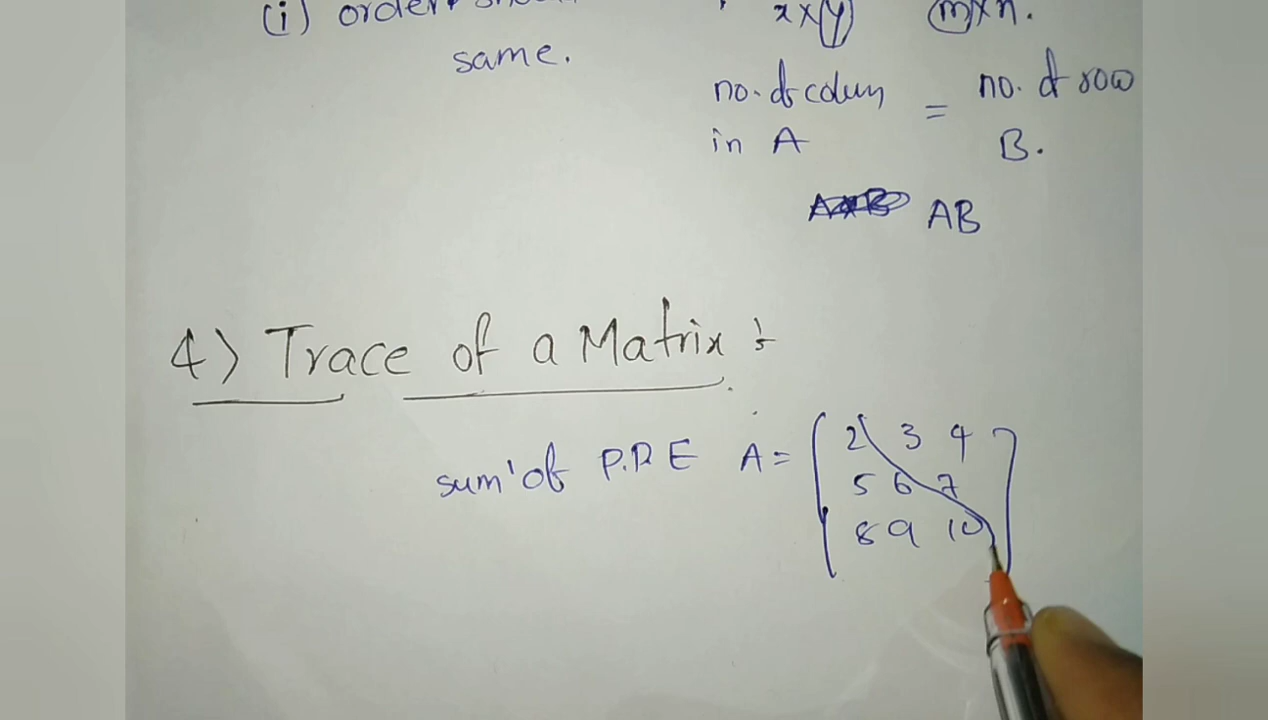 (i) order
same.
x×(y) (m)×n.
no. of colum = no. of row
in A B.
AB
4) Trace of a Matrix :-
sum of P.D E A = [ 2 3 4
5 6 7
8 9 10 ]